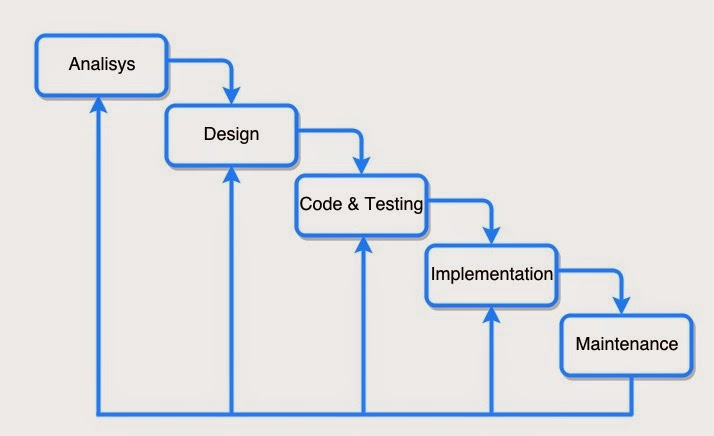 Analisys
Design
Code & Testing
Implementation
Maintenance